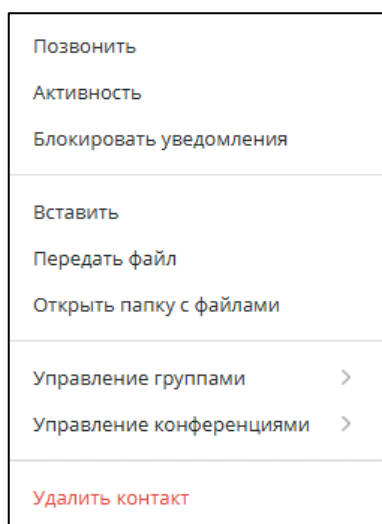 Позвонить
Активность
Блокировать уведомления
Вставить
Передать файл
Открыть папку с файлами
Управление группами
Управление конференциями
Удалить контакт